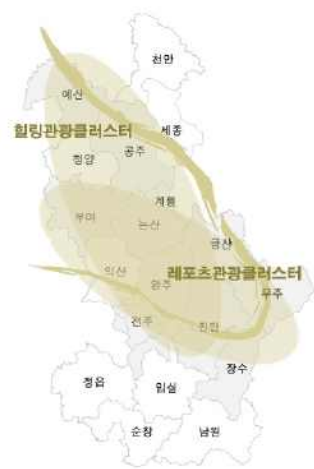 천안
예산
세종
힐링관광클러스터
공주
청양
계룡
부여
논산
금산
레포츠관광클러스터
익산
완주
무주
전주
진안
장수
정읍
임실
순창
남원